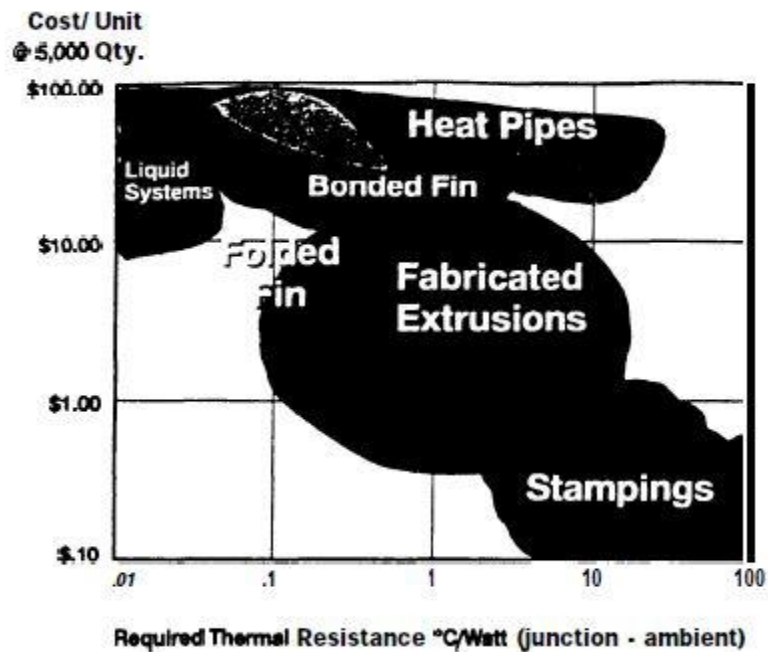 Cost/ Unit
@ 5,000 Qty.
$100.00
Heat Pipes
Liquid
Systems
Bonded Fin
$10.00
Folded
Fin
Fabricated
Extrusions
$1.00
Stampings
$.10
.01
.1
1
10
100
Required Thermal Resistance °C/Watt (junction - ambient)